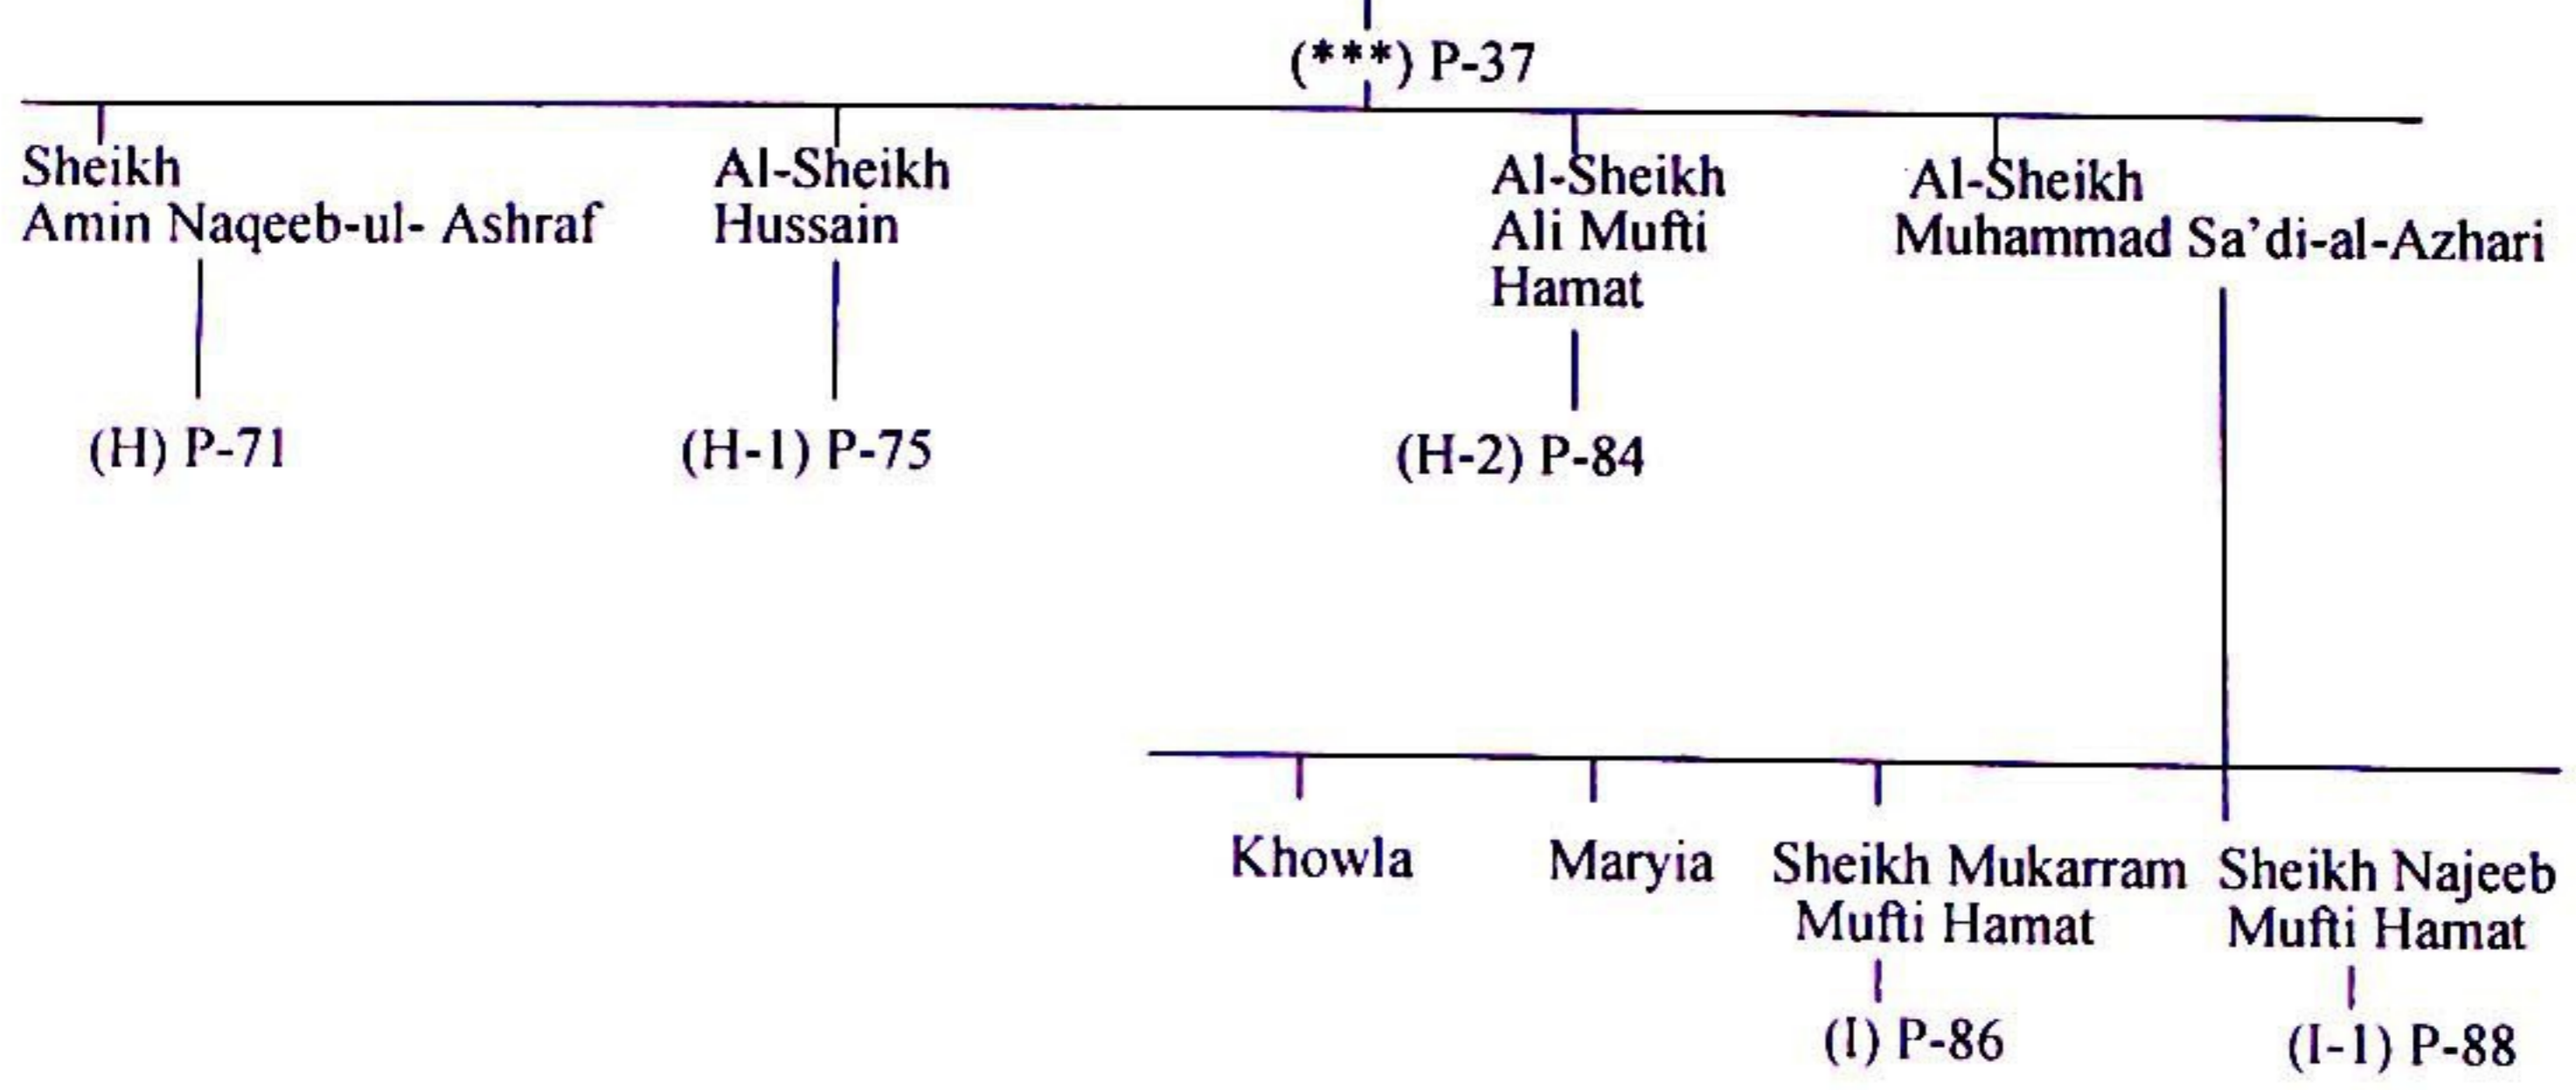 (***) P-37
Sheikh
Amin Naqeeb-ul- Ashraf
Al-Sheikh
Hussain
Al-Sheikh
Ali Mufti
Hamat
Al-Sheikh
Muhammad Sa’di-al-Azhari
(H) P-71
(H-1) P-75
(H-2) P-84
Khowla
Maryia
Sheikh Mukarram
Mufti Hamat
Sheikh Najeeb
Mufti Hamat
(I) P-86
(I-1) P-88